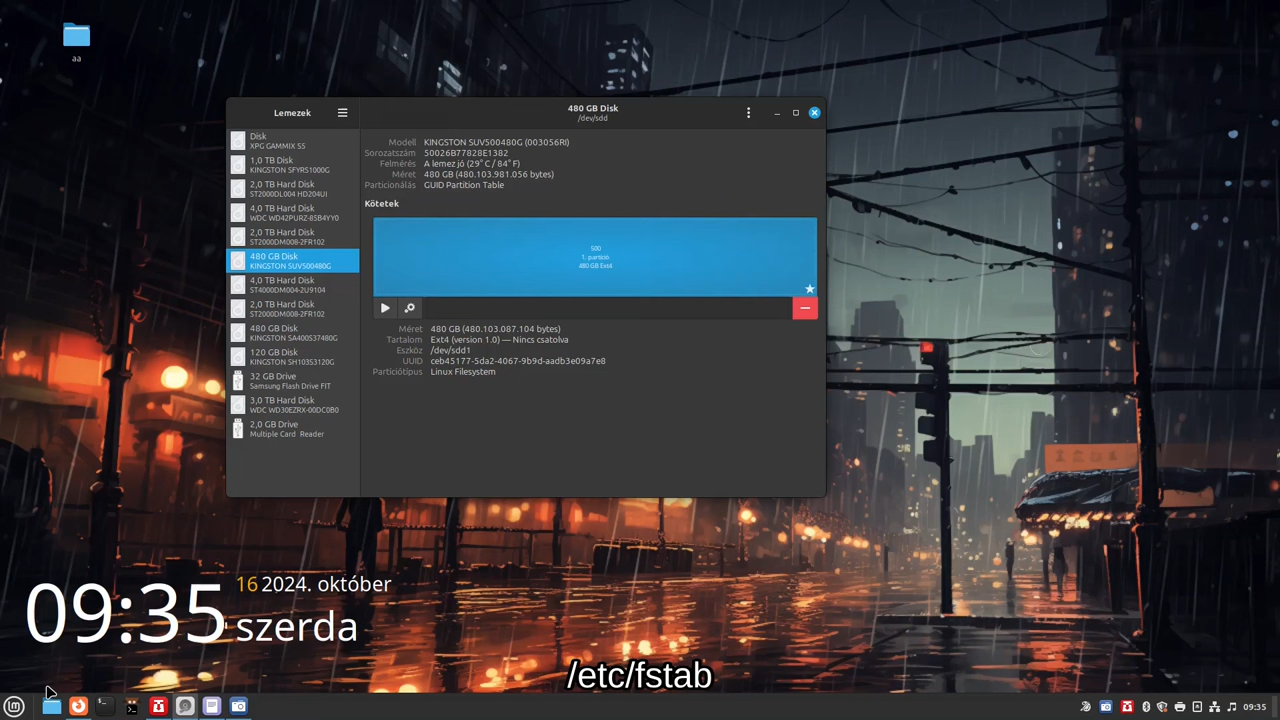 aa
Lemezek
480 GB Disk
/dev/sdd
Disk
XPG GAMMIX S5
1,0 TB Disk
KINGSTON SFYRS1000G
2,0 TB Hard Disk
ST2000DL004 HD204UI
4,0 TB Hard Disk
WDC WD42PURZ-85B4YY0
2,0 TB Hard Disk
ST2000DM008-2FR102
480 GB Disk
KINGSTON SUV500480G
4,0 TB Hard Disk
ST4000DM004-2U9104
2,0 TB Hard Disk
ST2000DM008-2FR102
480 GB Disk
KINGSTON SA400S37480G
120 GB Disk
KINGSTON SH103S3120G
32 GB Drive
Samsung Flash Drive FIT
3,0 TB Hard Disk
WDC WD30EZRX-00DC0B0
2,0 GB Drive
Multiple Card Reader
Modell KINGSTON SUV500480G (003056RI)
Sorozatszám 50026B77828E1382
Felmérés A lemez jó (29° C / 84° F)
Méret 480 GB (480.103.981.056 bytes)
Particionálás GUID Partition Table
Kötetek
500
1. partíció
480 GB Ext4
Méret 480 GB (480.103.087.104 bytes)
Tartalom Ext4 (version 1.0) — Nincs csatolva
Eszköz /dev/sdd1
UUID ceb45177-5da2-4067-9b9d-aadb3e09a7e8
Partíciótípus Linux Filesystem
09:35
16 2024. október
szerda
/etc/fstab
09:35